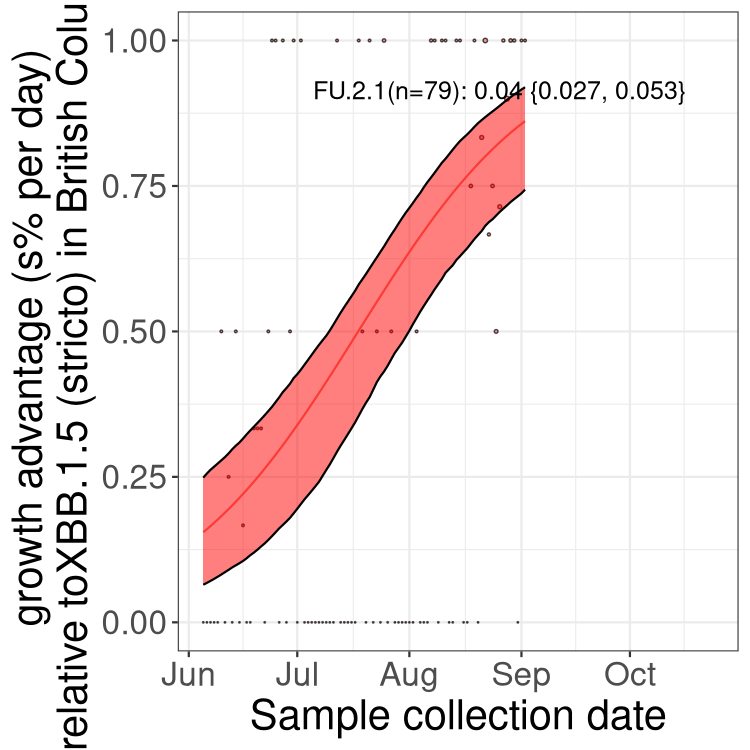 growth advantage (s% per day)
relative toXBB.1.5 (stricto) in British Colu
1.00
0.75
0.50
0.25
0.00
FU.2.1(n=79): 0.04 {0.027, 0.053}
Jun Jul Aug Sep Oct
Sample collection date